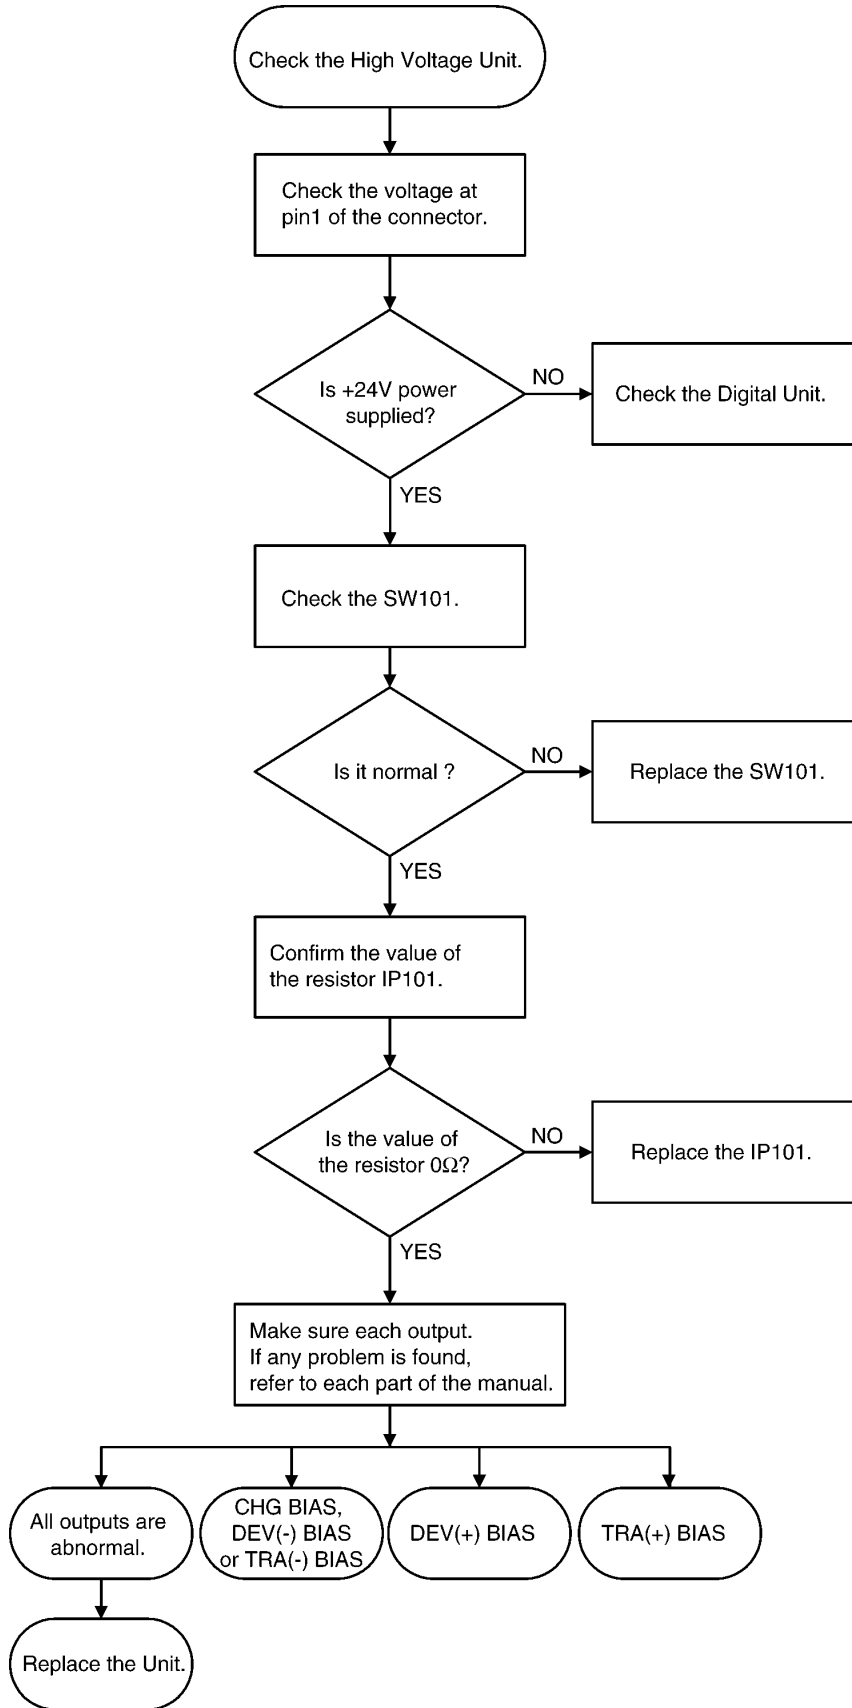 Check the High Voltage Unit.
Check the voltage at
pin1 of the connector.
Is +24V power
supplied?
NO
Check the Digital Unit.
YES
Check the SW101.
Is it normal ?
NO
Replace the SW101.
YES
Confirm the value of
the resistor IP101.
Is the value of
the resistor 0Ω?
NO
Replace the IP101.
YES
Make sure each output.
If any problem is found,
refer to each part of the manual.
All outputs are
abnormal.
CHG BIAS,
DEV(-) BIAS
or TRA(-) BIAS
DEV(+) BIAS
TRA(+) BIAS
Replace the Unit.